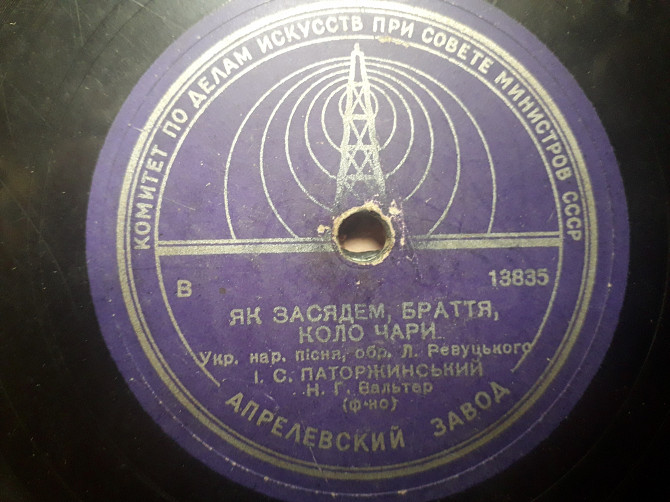 КОМИТЕТ ПО ДЕЛАМ ИСКУССТВ ПРИ СОВЕТЕ МИНИСТРОВ СССР
В 13835
ЯК ЗАСЯДЕМ, БРАТТЯ,
КОЛО ЧАРИ
Укр. нар. пісня, обр. Л. Ревуцького
І. С. ПАТОРЖИНСЬКИЙ
Н. Г. Вальтер
(ф-но)
АПРЕЛЕВСКИЙ ЗАВОД